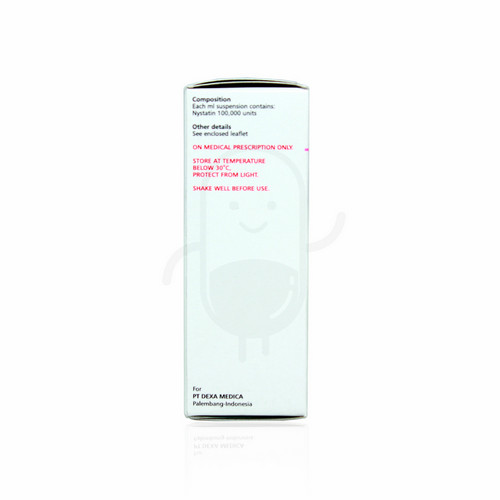 Composition
Each ml suspension contains:
Nystatin 100,000 units
Other details
See enclosed leaflet
ON MEDICAL PRESCRIPTION ONLY.
STORE AT TEMPERATURE
BELOW 30°C.
PROTECT FROM LIGHT.
SHAKE WELL BEFORE USE.
For
PT DEXA MEDICA
Palembang-Indonesia